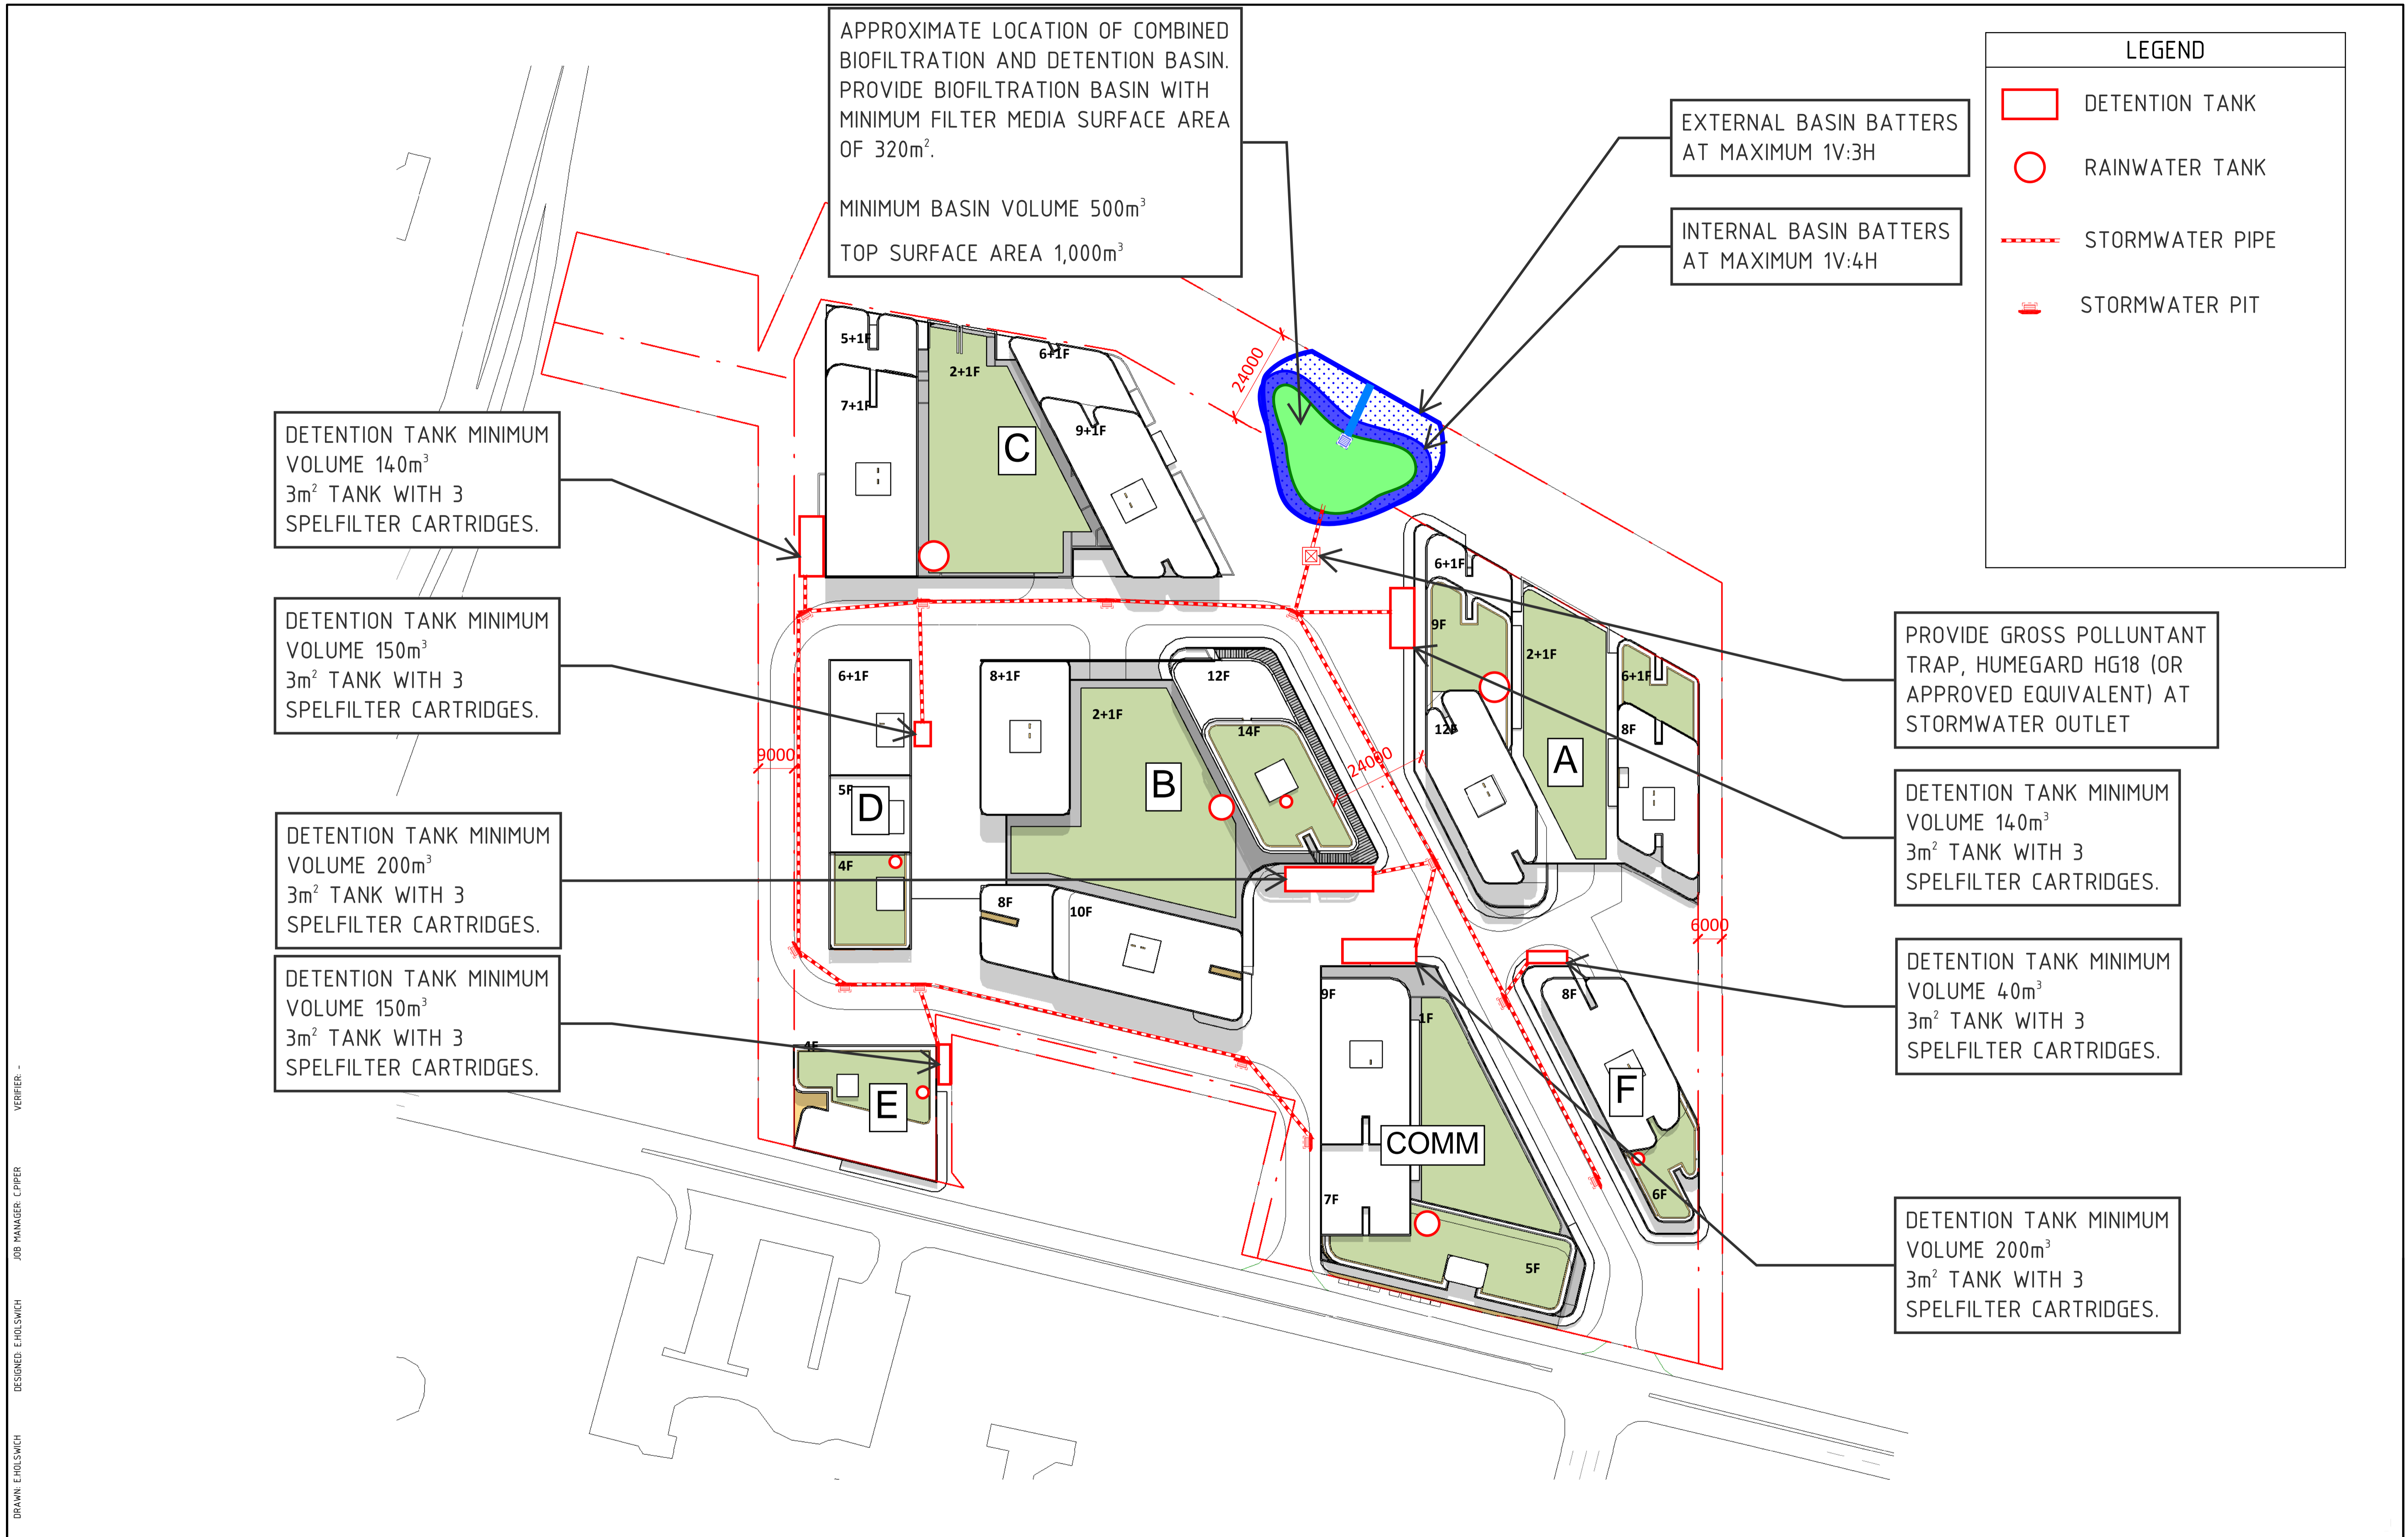 APPROXIMATE LOCATION OF COMBINED
BIOFILTRATION AND DETENTION BASIN.
PROVIDE BIOFILTRATION BASIN WITH
MINIMUM FILTER MEDIA SURFACE AREA
OF 320m².
MINIMUM BASIN VOLUME 500m³
TOP SURFACE AREA 1,000m³
EXTERNAL BASIN BATTERS
AT MAXIMUM 1V:3H
INTERNAL BASIN BATTERS
AT MAXIMUM 1V:4H
LEGEND
DETENTION TANK
RAINWATER TANK
STORMWATER PIPE
STORMWATER PIT
DETENTION TANK MINIMUM
VOLUME 140m³
3m² TANK WITH 3
SPELFILTER CARTRIDGES.
DETENTION TANK MINIMUM
VOLUME 150m³
3m² TANK WITH 3
SPELFILTER CARTRIDGES.
DETENTION TANK MINIMUM
VOLUME 200m³
3m² TANK WITH 3
SPELFILTER CARTRIDGES.
DETENTION TANK MINIMUM
VOLUME 150m³
3m² TANK WITH 3
SPELFILTER CARTRIDGES.
5+1F
7+1F
2+1F
6+1F
9+1F
C
24000
6+1F
9F
2+1F
6+1F
12F
8F
A
6+1F
5F
D
4F
9000
8+1F
2+1F
12F
14F
B
8F
10F
24000
6000
4F
E
9F
1F
COMM
7F
5F
8F
F
6F
PROVIDE GROSS POLLUNTANT
TRAP, HUMEGARD HG18 (OR
APPROVED EQUIVALENT) AT
STORMWATER OUTLET
DETENTION TANK MINIMUM
VOLUME 140m³
3m² TANK WITH 3
SPELFILTER CARTRIDGES.
DETENTION TANK MINIMUM
VOLUME 40m³
3m² TANK WITH 3
SPELFILTER CARTRIDGES.
DETENTION TANK MINIMUM
VOLUME 200m³
3m² TANK WITH 3
SPELFILTER CARTRIDGES.
DRAWN: E.HOLSWICH
DESIGNED: E.HOLSWICH
JOB MANAGER: C.PIPER
VERIFIER: -